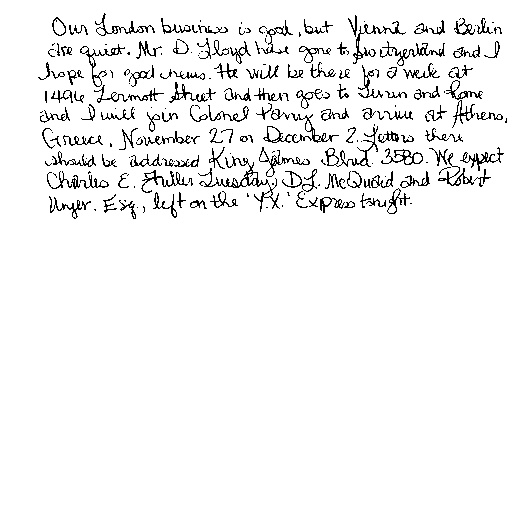 Our London business is good, but Vienna and Berlin
are quiet. Mr. D. Lloyd have gone to Switzerland and I
hope for good news. He will be there for a week at
1496 Zermott Street and then goes to Turin and Rome
and I will join Colonel Parry and arrive at Athens,
Greece, November 27 or December 2. Letters there
should be addressed King James Blvd. 3580. We expect
Charles E. Fuller Tuesday. D L. McQuaid and Robert
Unger. Esq., left on the 'Y.X.' Express tonight.